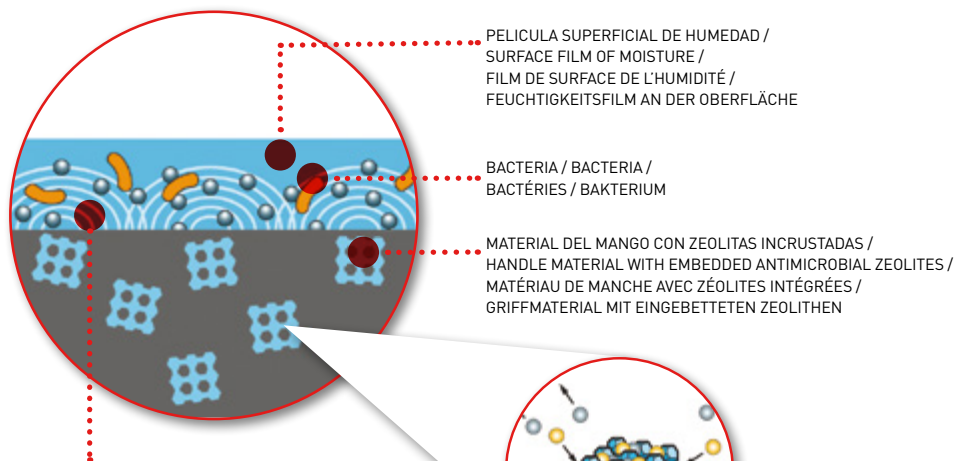 PELICULA SUPERFICIAL DE HUMEDAD /
SURFACE FILM OF MOISTURE /
FILM DE SURFACE DE L'HUMIDITÉ /
FEUCHTIGKEITSFILM AN DER OBERFLÄCHE
BACTERIA / BACTERIA /
BACTÉRIES / BAKTERIUM
MATERIAL DEL MANGO CON ZEOLITAS INCRUSTADAS /
HANDLE MATERIAL WITH EMBEDDED ANTIMICROBIAL ZEOLITES /
MATÉRIAU DE MANCHE AVEC ZÉOLITES INTÉGRÉES /
GRIFFMATERIAL MIT EINGEBETTETEN ZEOLITHEN